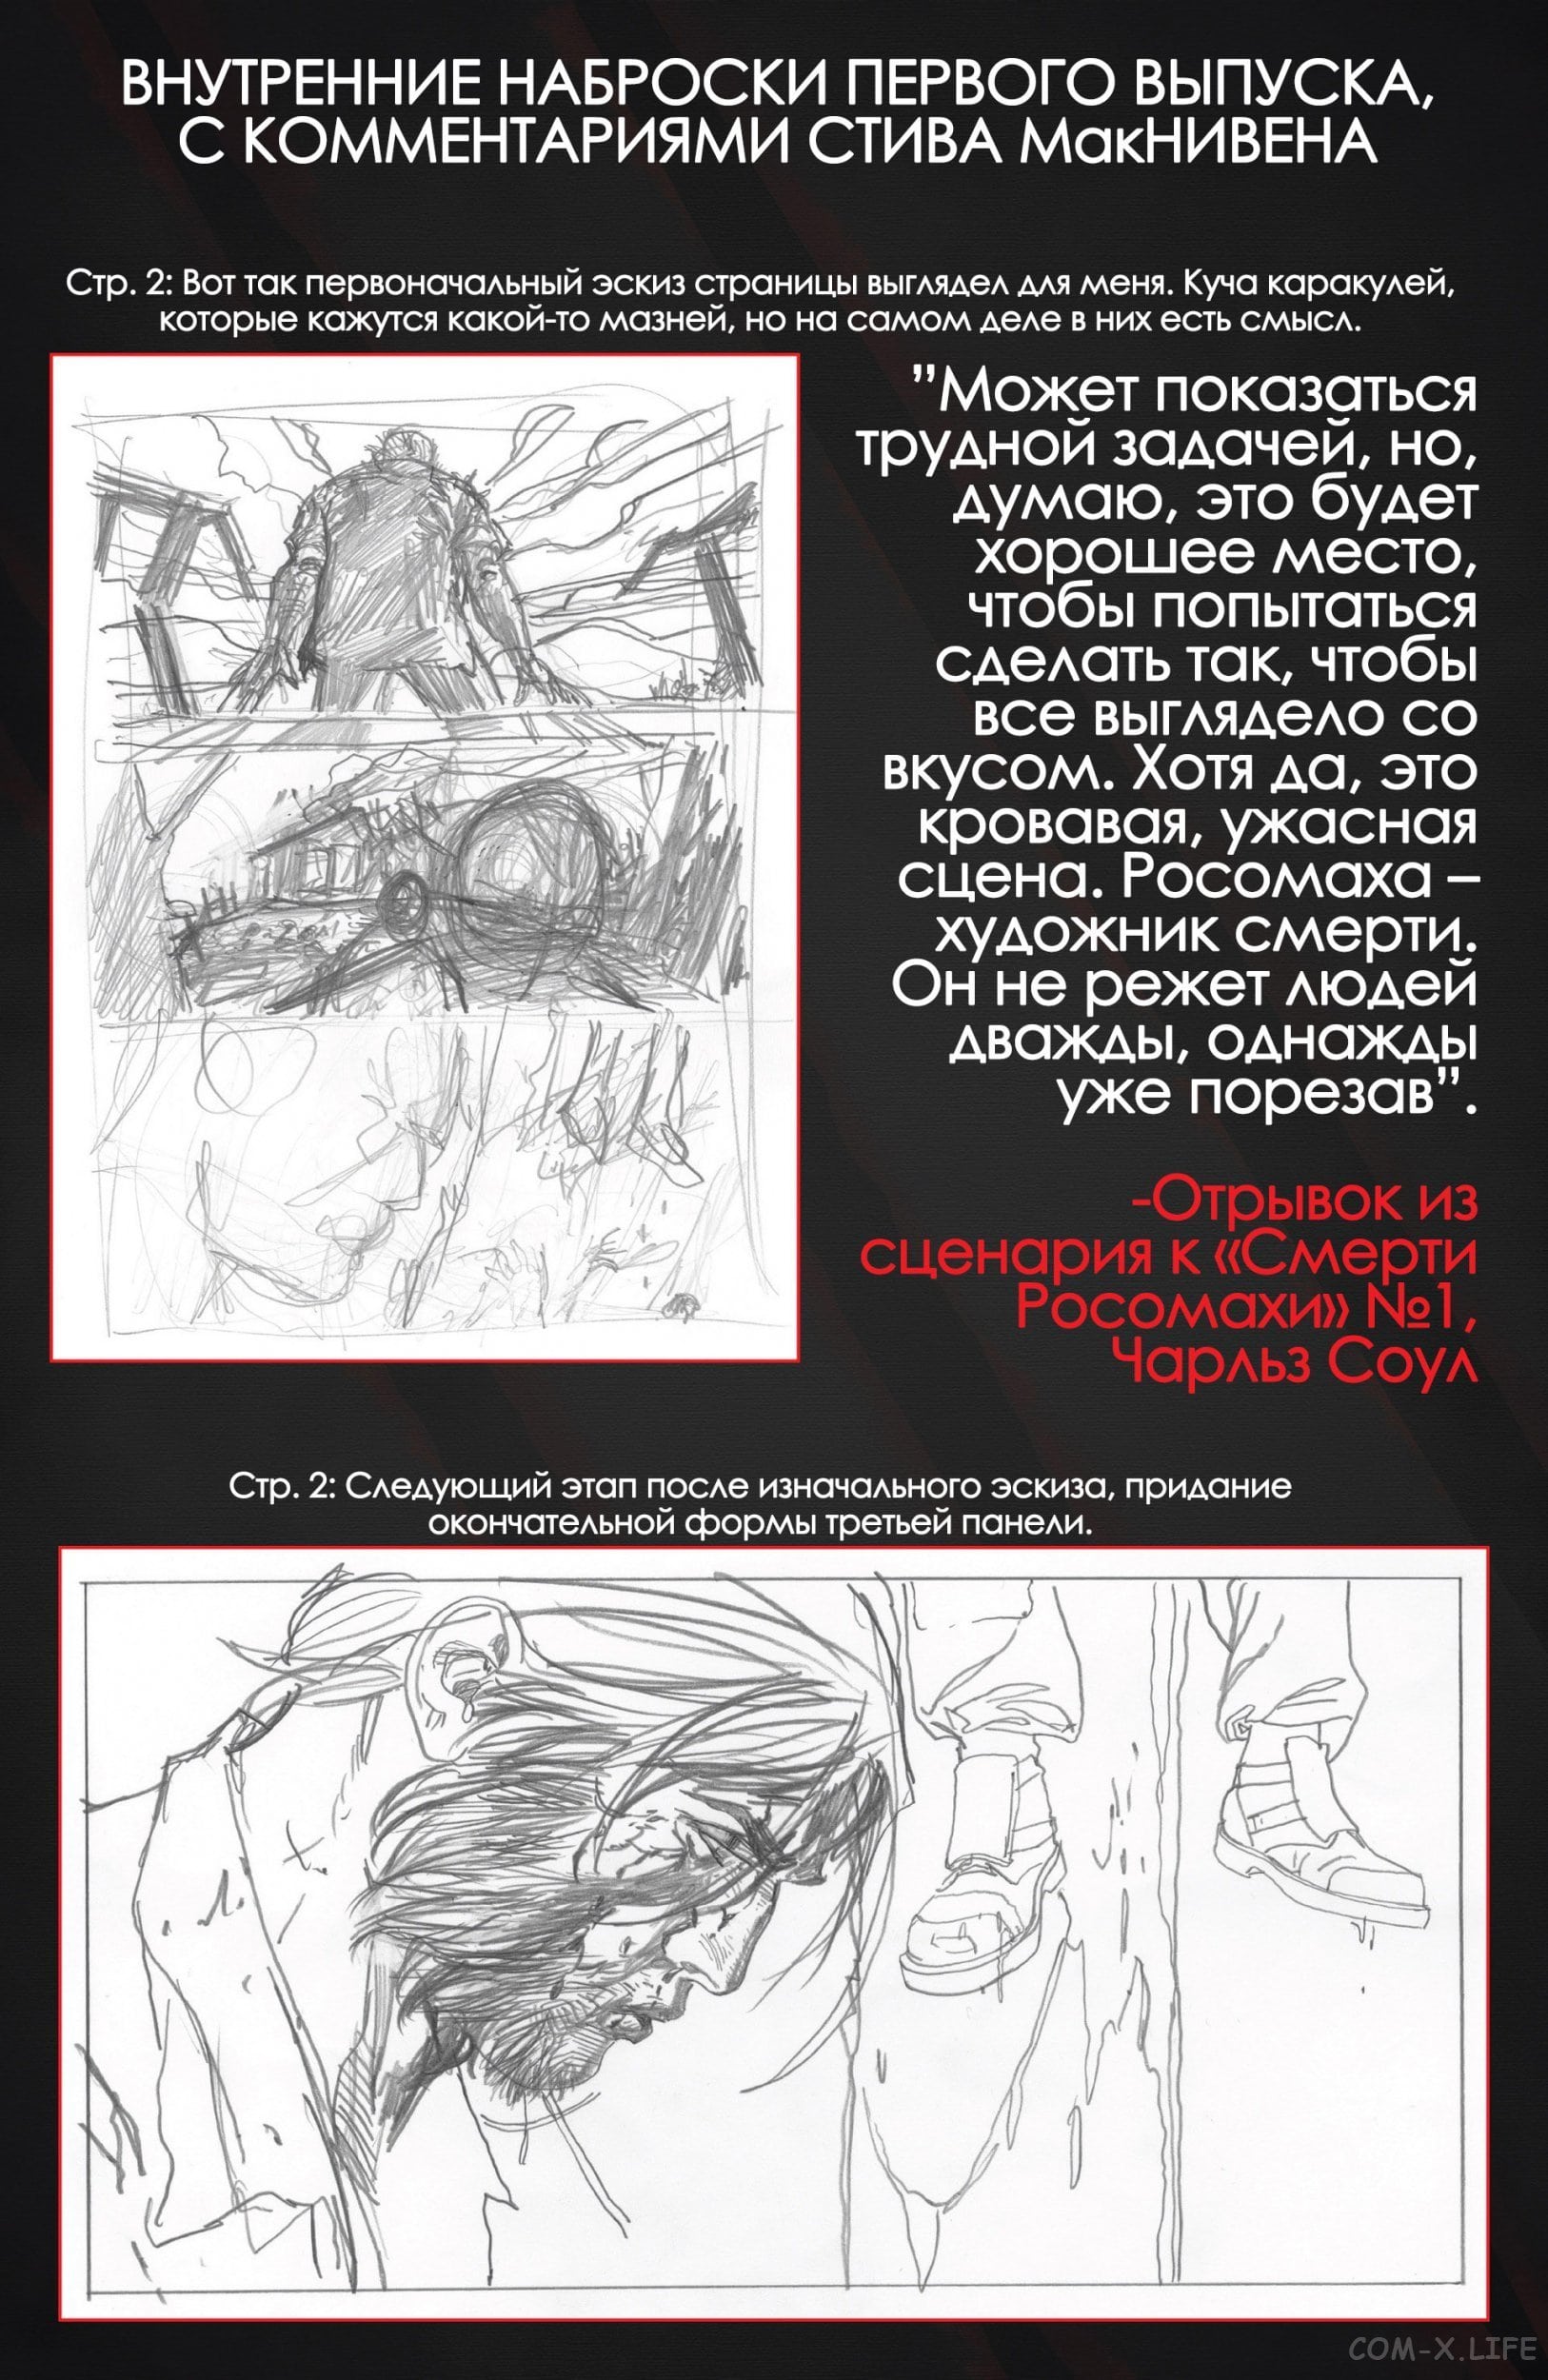 ВНУТРЕННИЕ НАБРОСКИ ПЕРВОГО ВЫПУСКА,
С КОММЕНТАРИЯМИ СТИВА МакНИВЕНА
Стр. 2: Вот так первоначальный эскиз страницы выглядел для меня. Куча каракулей,
которые кажутся какой-то мазней, но на самом деле в них есть смысл.
"Может показаться
трудной задачей, но,
думаю, это будет
хорошее место,
чтобы попытаться
сделать так, чтобы
все выглядело со
вкусом. Хотя да, это
кровавая, ужасная
сцена. Росомаха –
художник смерти.
Он не режет людей
дважды, однажды
уже порезав".
-Отрывок из
сценария к «Смерти
Росомахи» №1,
Чарльз Соул
Стр. 2: Следующий этап после изначального эскиза, придание
окончательной формы третьей панели.
COM-X.LIFE